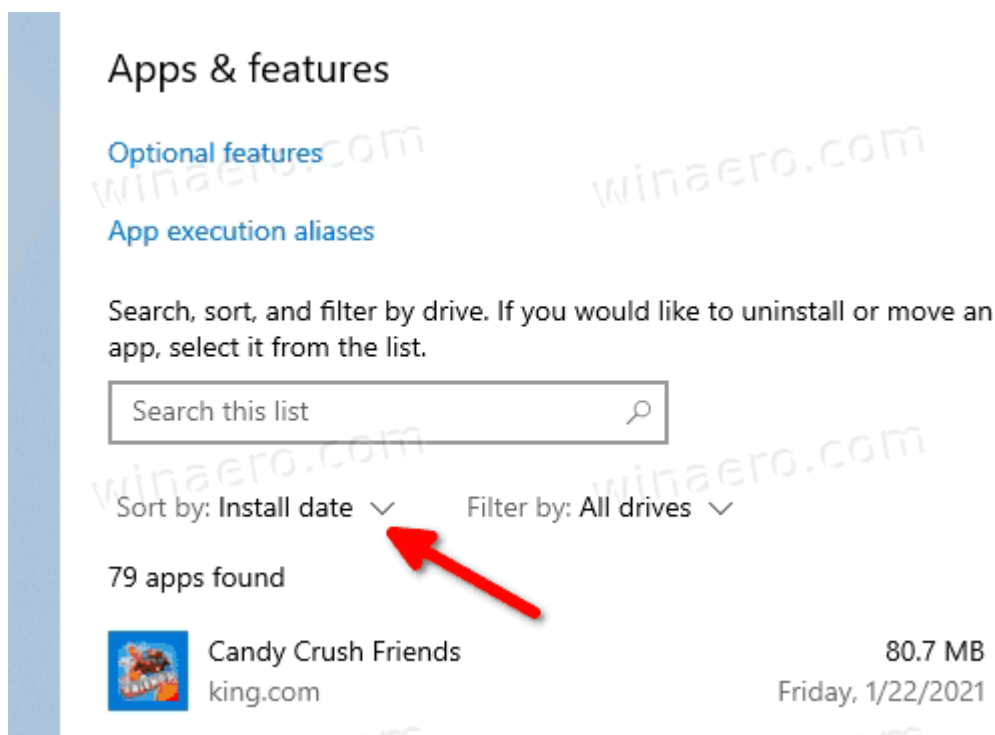 Apps & features
Optional features
App execution aliases
Search, sort, and filter by drive. If you would like to uninstall or move an
app, select it from the list.
Search this list
Sort by: Install date Filter by: All drives
79 apps found
Candy Crush Friends 80.7 MB
king.com Friday, 1/22/2021
winaero.com
winaero.com
winaero.com
winaero.com